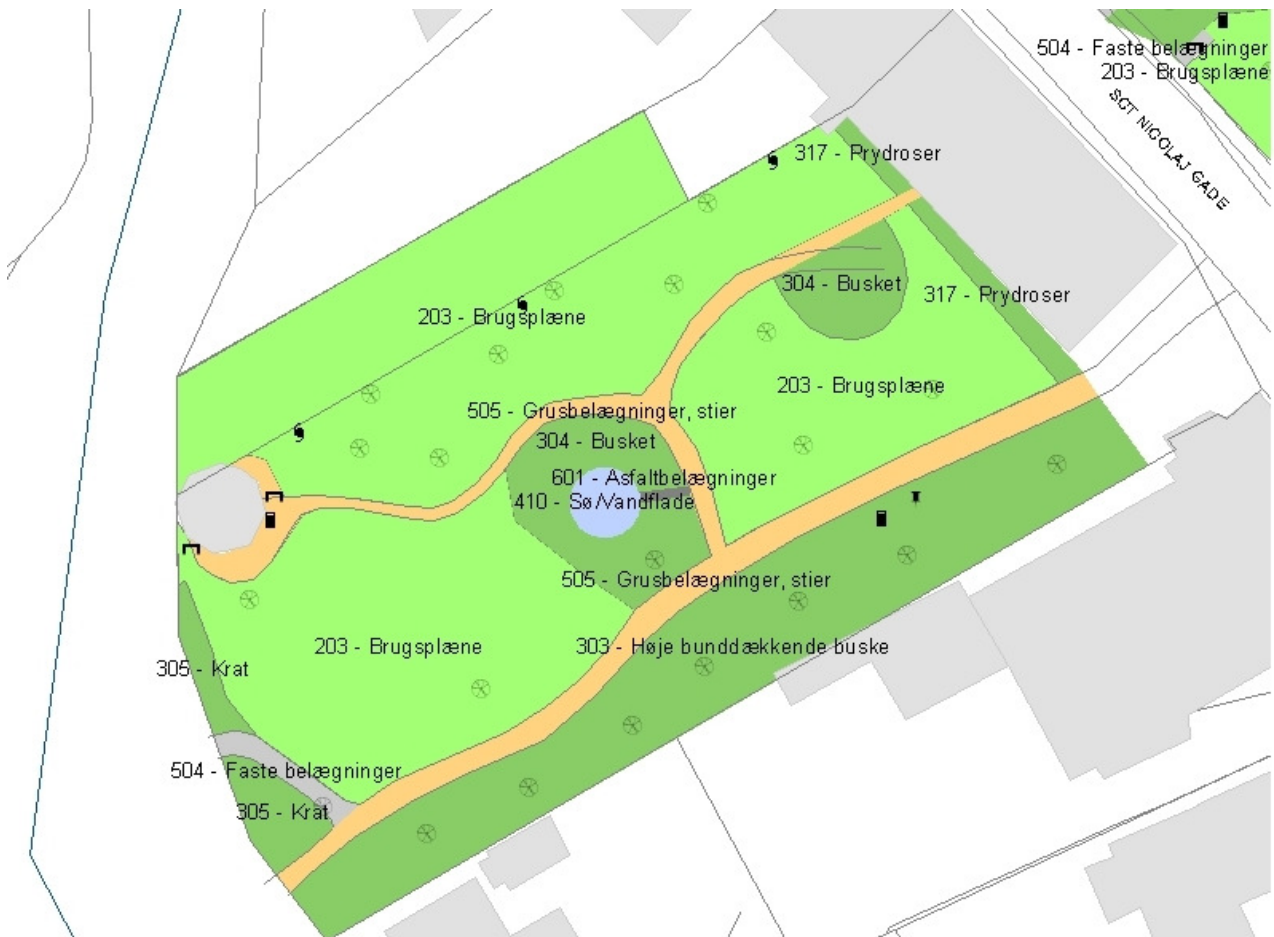 504 - Faste belægninger
203 - Brugsplæne
SCT NICOLAJ GADE
317 - Prydroser
304 - Busket
317 - Prydroser
203 - Brugsplæne
203 - Brugsplæne
505 - Grusbelægninger, stier
304 - Busket
601 - Asfaltbelægninger
410 - Sø/Vandflade
505 - Grusbelægninger, stier
203 - Brugsplæne
303 - Høje bunddækkende buske
305 - Krat
504 - Faste belægninger
305 - Krat